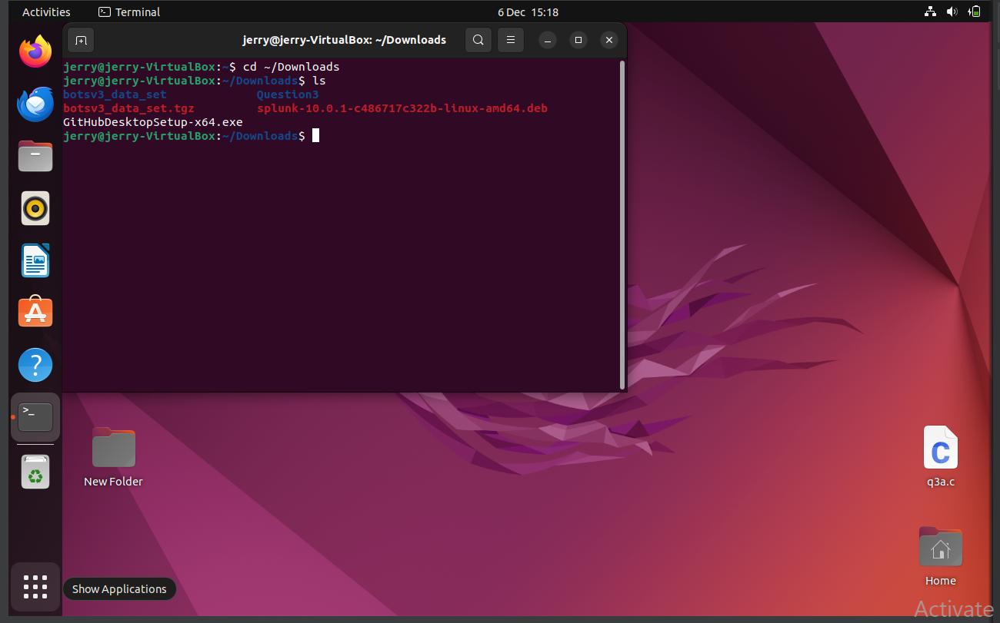 Activities Terminal 6 Dec 15:18
jerry@jerry-VirtualBox: ~/Downloads
jerry@jerry-VirtualBox:~$ cd ~/Downloads
jerry@jerry-VirtualBox:~/Downloads$ ls
botsv3_data_set Question3
botsv3_data_set.tgz splunk-10.0.1-c486717c322b-linux-amd64.deb
GitHubDesktopSetup-x64.exe
jerry@jerry-VirtualBox:~/Downloads$
>_
?
New Folder
C
q3a.c
Home
Show Applications
Activate